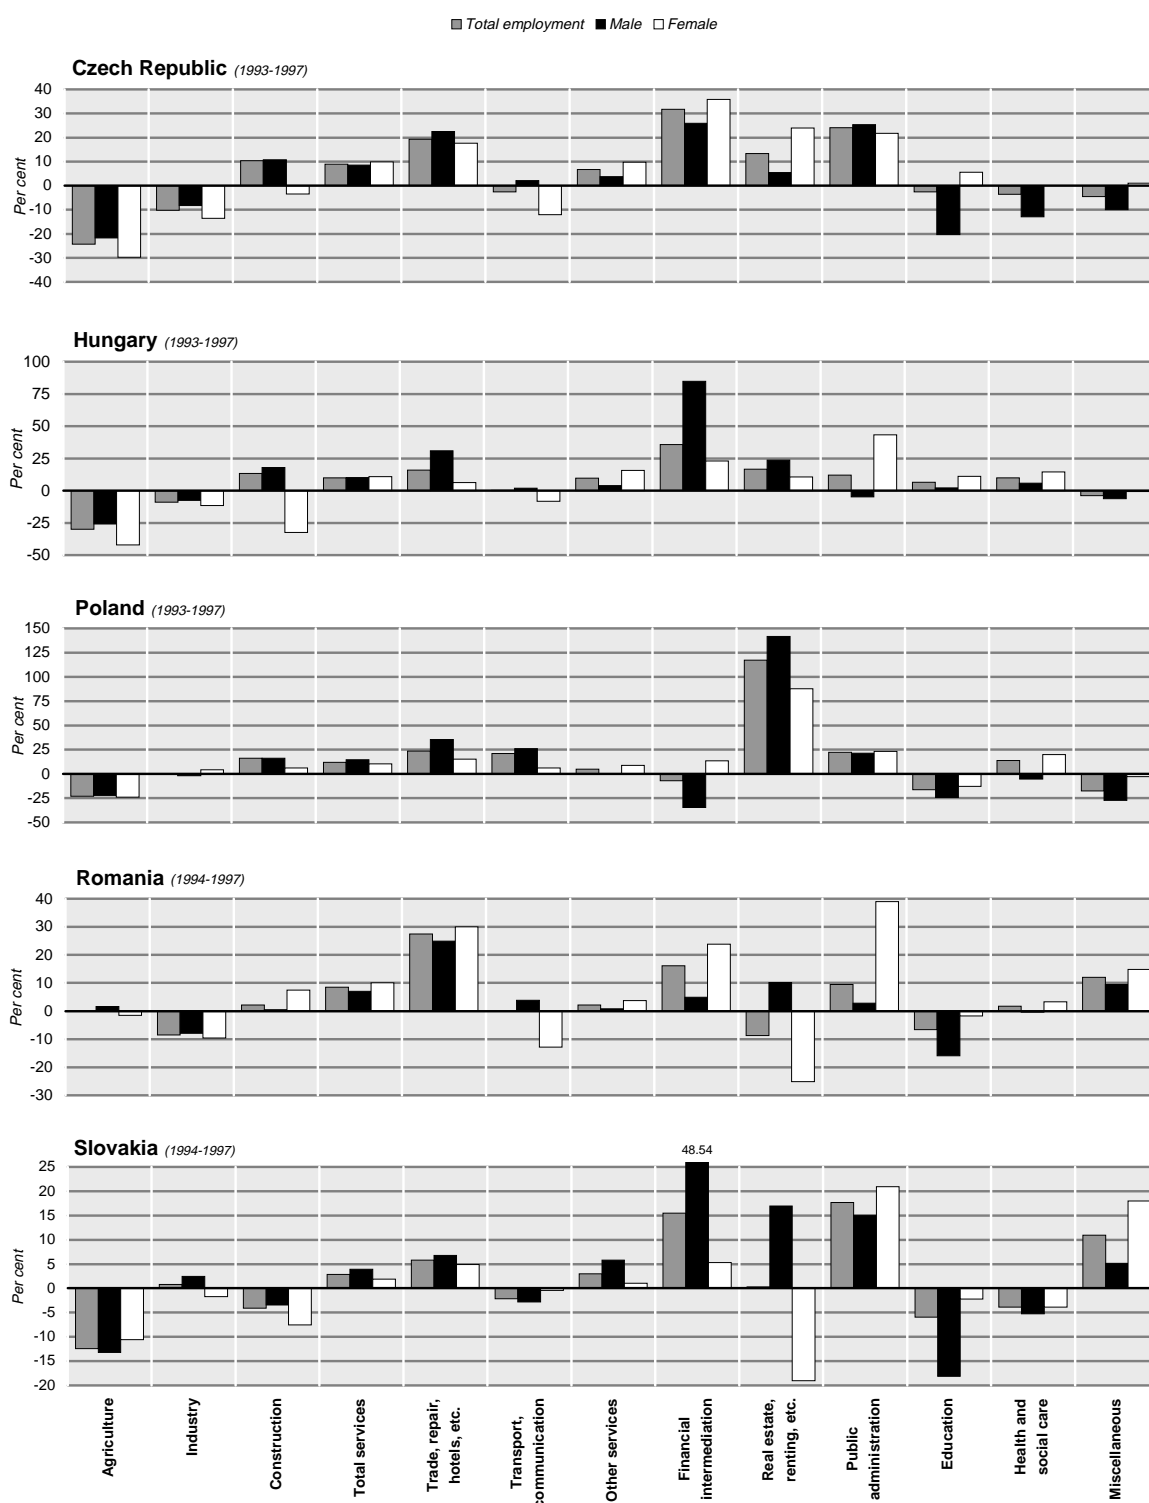 Total employment Male Female
Czech Republic (1993-1997)
40
30
20
10
0
-10
-20
-30
-40
Per cent
Hungary (1993-1997)
100
75
50
25
0
-25
-50
Per cent
Poland (1993-1997)
150
125
100
75
50
25
0
-25
-50
Per cent
Romania (1994-1997)
40
30
20
10
0
-10
-20
-30
Per cent
Slovakia (1994-1997)
48.54
25
20
15
10
5
0
-5
-10
-15
-20
Per cent
Agriculture
Industry
Construction
Total services
Trade, repair,
hotels, etc.
Transport,
communication
Other services
Financial
intermediation
Real estate,
renting, etc.
Public
administration
Education
Health and
social care
Miscellaneous